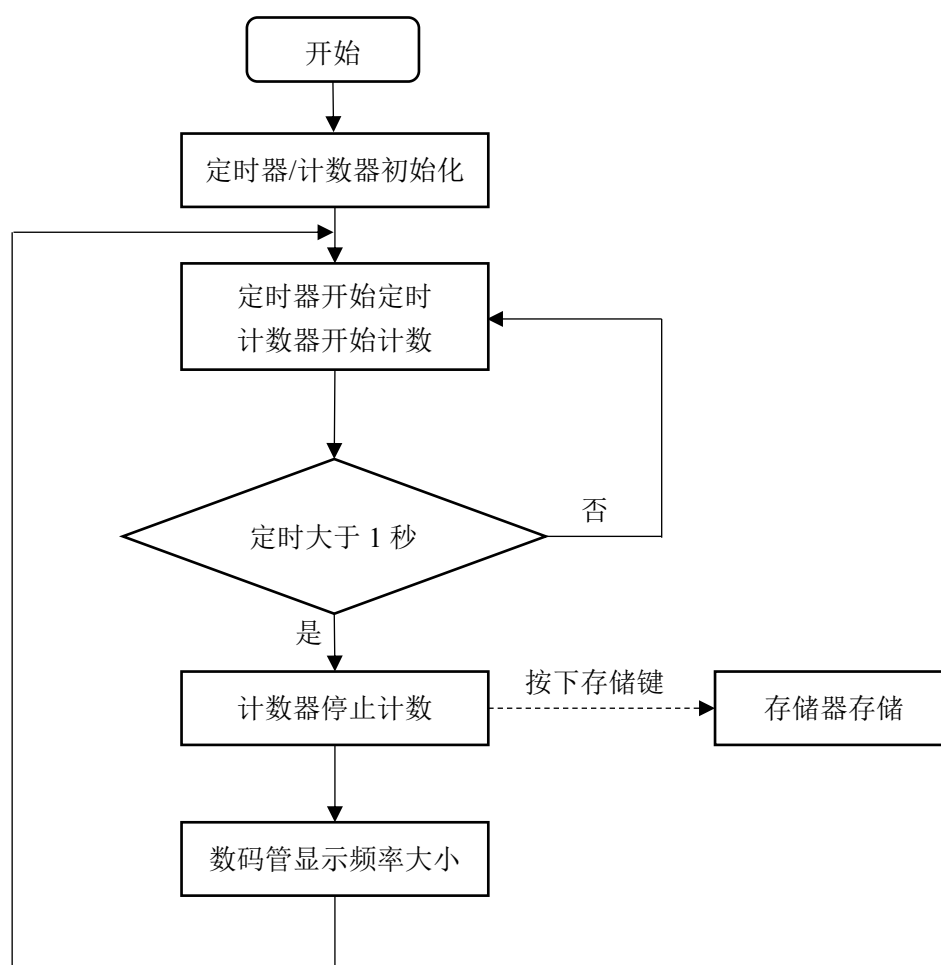 开始
定时器/计数器初始化
定时器开始定时
计数器开始计数
定时大于 1 秒
否
是
计数器停止计数
按下存储键
存储器存储
数码管显示频率大小